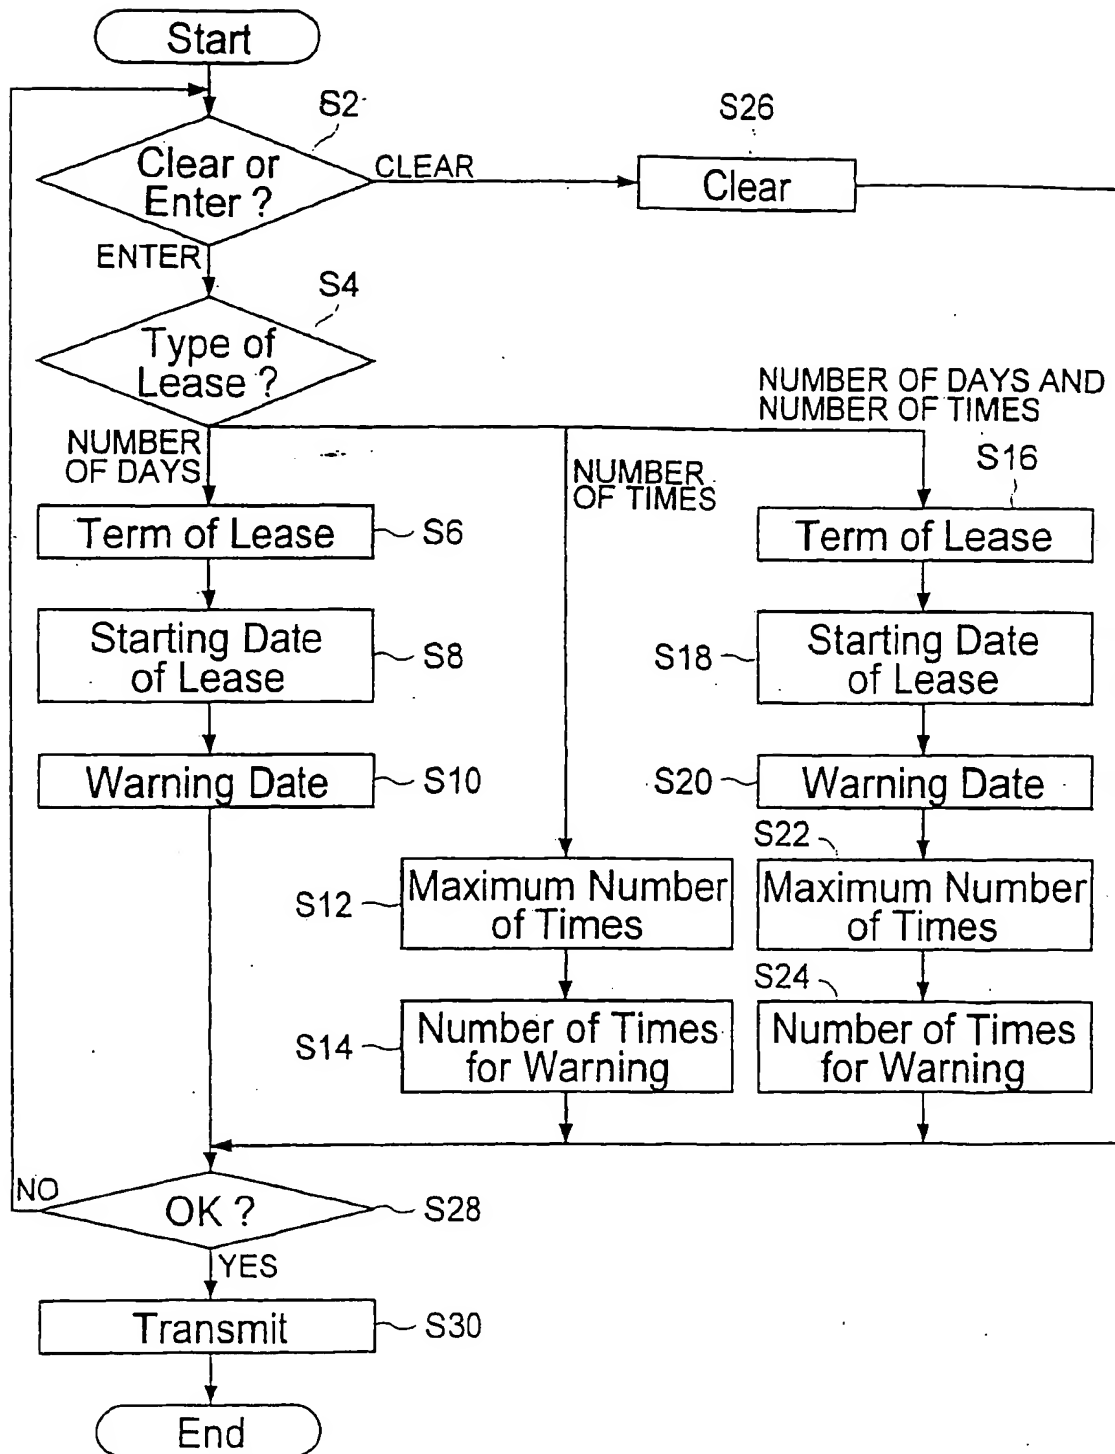 Start
S2
Clear or
Enter ?
CLEAR
S26
Clear
ENTER
S4
Type of
Lease ?
NUMBER
OF DAYS
NUMBER
OF TIMES
NUMBER OF DAYS AND
NUMBER OF TIMES
S16
Term of Lease
S6
Term of Lease
Starting Date
of Lease
S8
S18
Starting Date
of Lease
Warning Date
S10
S20
Warning Date
S22
S12
Maximum Number
of Times
Maximum Number
of Times
S24
S14
Number of Times
for Warning
Number of Times
for Warning
NO
OK ?
S28
YES
Transmit
S30
End